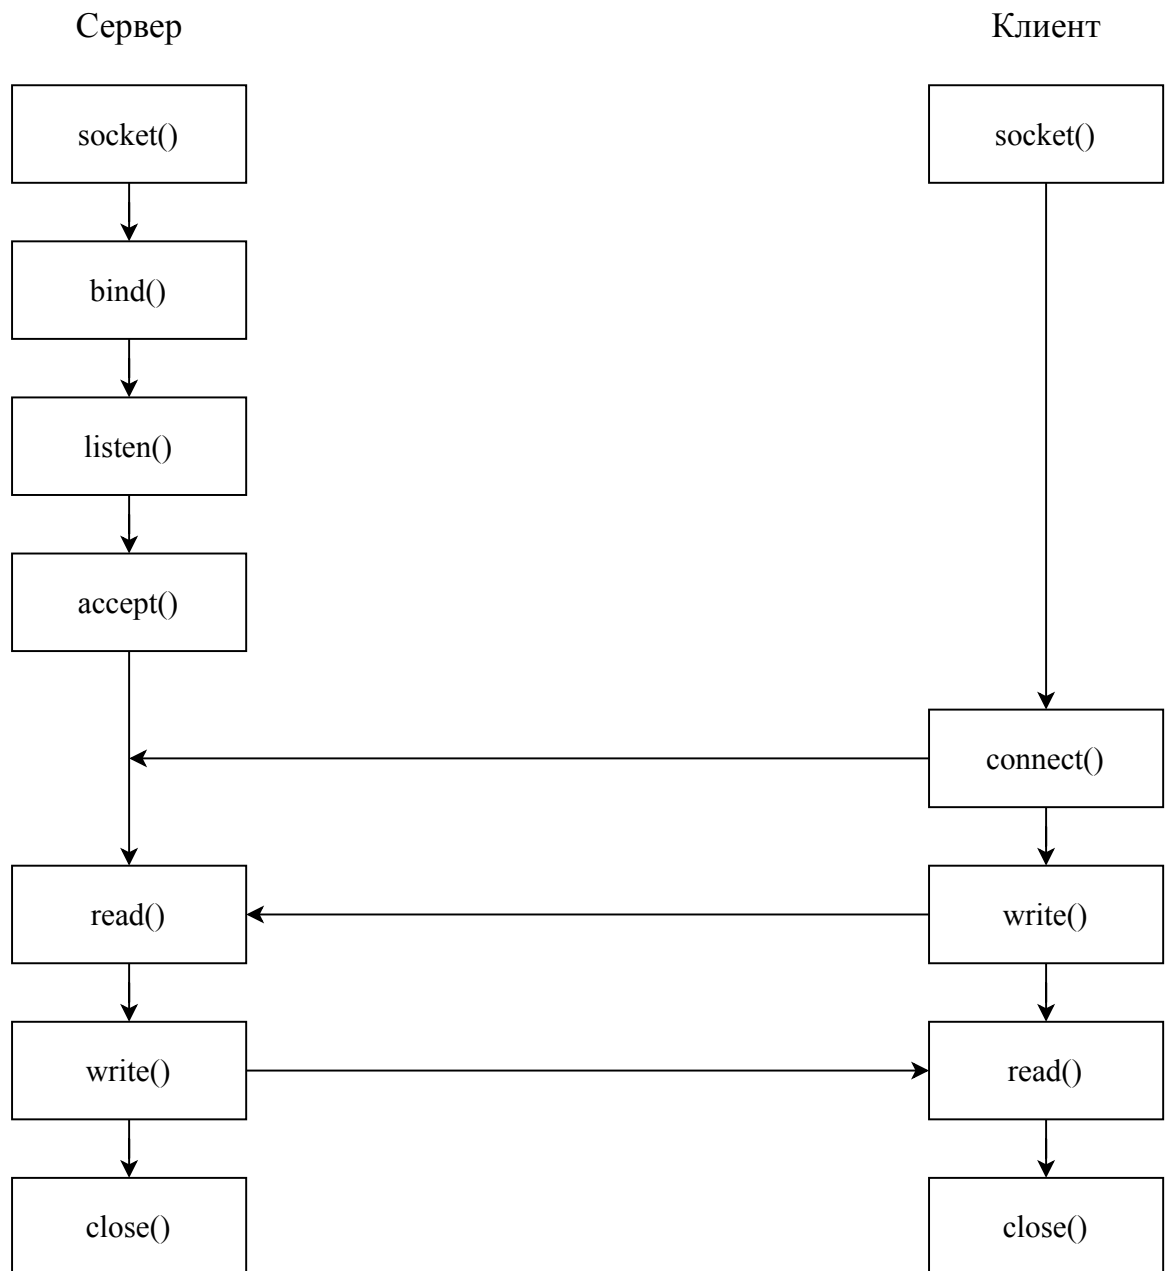 Сервер
Клиент
socket()
socket()
bind()
listen()
accept()
connect()
read()
write()
write()
read()
close()
close()